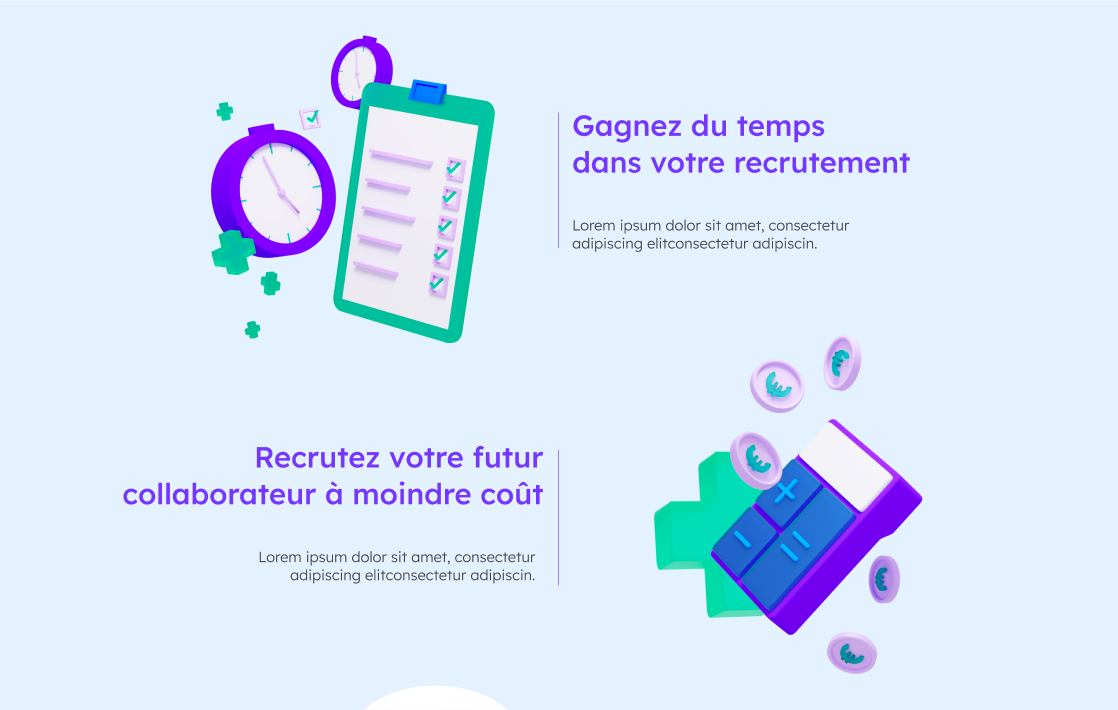 Gagnez du temps
dans votre recrutement
Lorem ipsum dolor sit amet, consectetur
adipiscing elitconsectetur adipiscin.
Recrutez votre futur
collaborateur à moindre coût
Lorem ipsum dolor sit amet, consectetur
adipiscing elitconsectetur adipiscin.